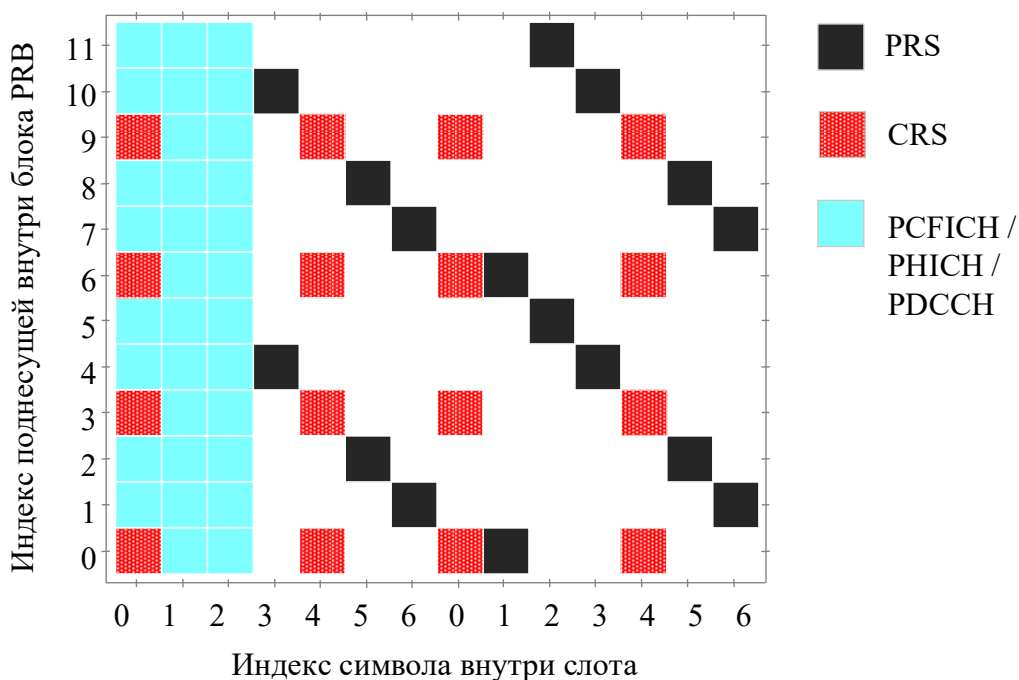 Индекс поднесущей внутри блока PRB
11
10
9
8
7
6
5
4
3
2
1
0
0 1 2 3 4 5 6 0 1 2 3 4 5 6
Индекс символа внутри слота
PRS
CRS
PCFICH /
PHICH /
PDCCH